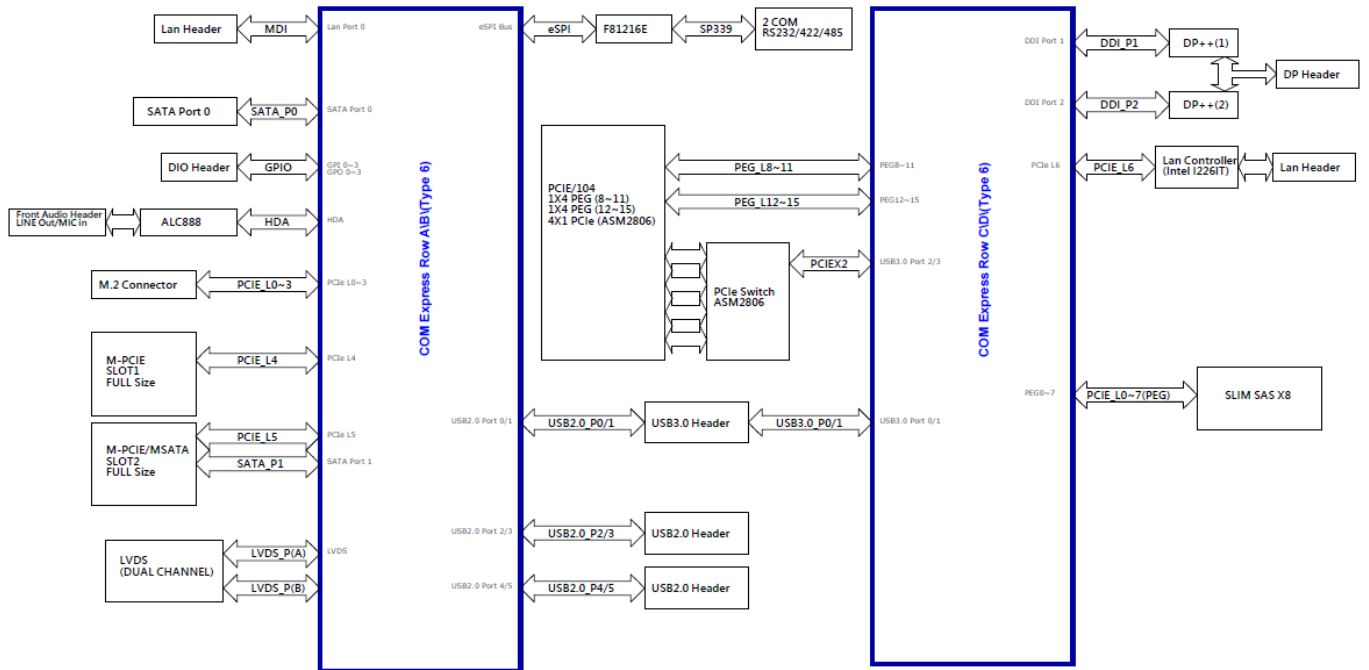 Lan Header
MDI
Lan Port 0
eSPI Bus
eSPI
F81216E
SP339
2 COM
RS232/422/485
SATA Port 0
SATA_P0
SATA Port 0
DIO Header
GPIO
GPI 0~3
GPO 0~3
Front Audio Header
LINE Out/MIC in
ALC888
HDA
HDA
M.2 Connector
PCIE_L0~3
PCIe L0~3
M-PCIE
SLOT1
FULL Size
PCIE_L4
PCIe L4
M-PCIE/MSATA
SLOT2
FULL Size
PCIE_L5
PCIe L5
SATA_P1
SATA Port 1
LVDS
(DUAL CHANNEL)
LVDS_P(A)
LVDS
LVDS_P(B)
COM Express Row A\B\(Type 6)
PCIE/104
1X4 PEG (8~11)
1X4 PEG (12~15)
4X1 PCIe (ASM2806)
PEG_L8~11
PEG8~11
PEG_L12~15
PEG12~15
PCIe Switch
ASM2806
PCIEX2
USB3.0 Port 2/3
USB2.0 Port 0/1
USB2.0_P0/1
USB3.0 Header
USB3.0_P0/1
USB3.0 Port 0/1
USB2.0 Port 2/3
USB2.0_P2/3
USB2.0 Header
USB2.0 Port 4/5
USB2.0_P4/5
USB2.0 Header
COM Express Row C\D\(Type 6)
DDI Port 1
DDI_P1
DP++(1)
DP Header
DDI Port 2
DDI_P2
DP++(2)
PCIe L6
PCIE_L6
Lan Controller
(Intel I226IT)
Lan Header
PEG0~7
PCIE_L0~7(PEG)
SLIM SAS X8